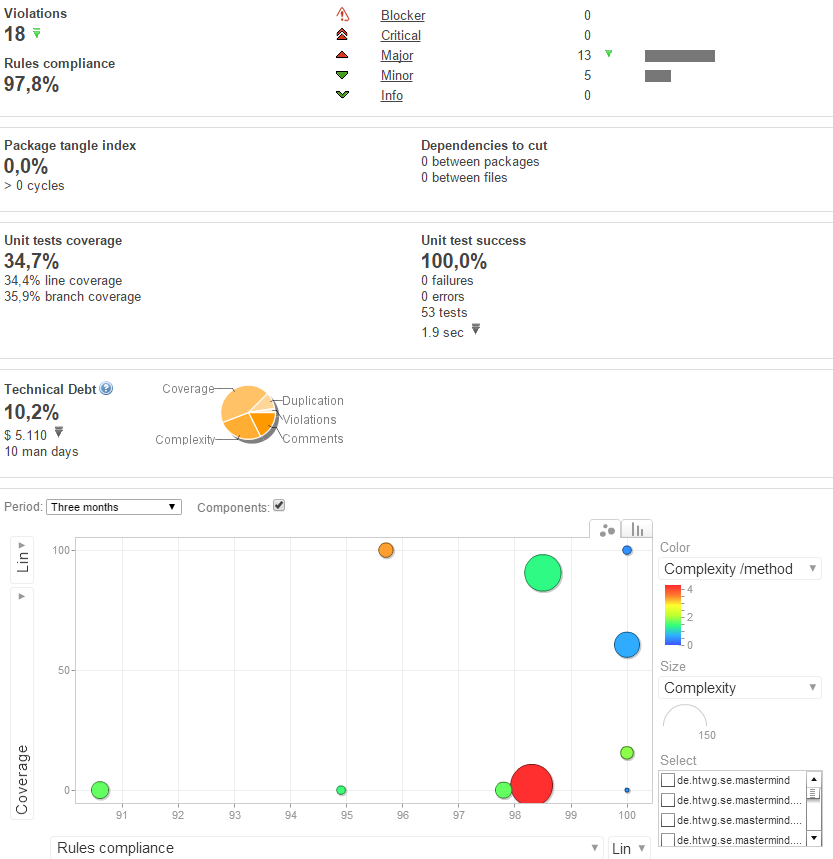 Violations
18
Rules compliance
97,8%
Blocker 0
Critical 0
Major 13
Minor 5
Info 0
Package tangle index
0,0%
> 0 cycles
Dependencies to cut
0 between packages
0 between files
Unit tests coverage
34,7%
34,4% line coverage
35,9% branch coverage
Unit test success
100,0%
0 failures
0 errors
53 tests
1.9 sec
Technical Debt ?
10,2%
$ 5.110
10 man days
Coverage
Complexity
Duplication
Violations
Comments
Period: Three months
Components:
Lin
Coverage
100
50
0
91 92 93 94 95 96 97 98 99 100
Rules compliance
Lin
Color
Complexity /method
4
2
0
Size
Complexity
150
Select
de.htwg.se.mastermind
de.htwg.se.mastermind....
de.htwg.se.mastermind....
de.htwg.se.mastermind....